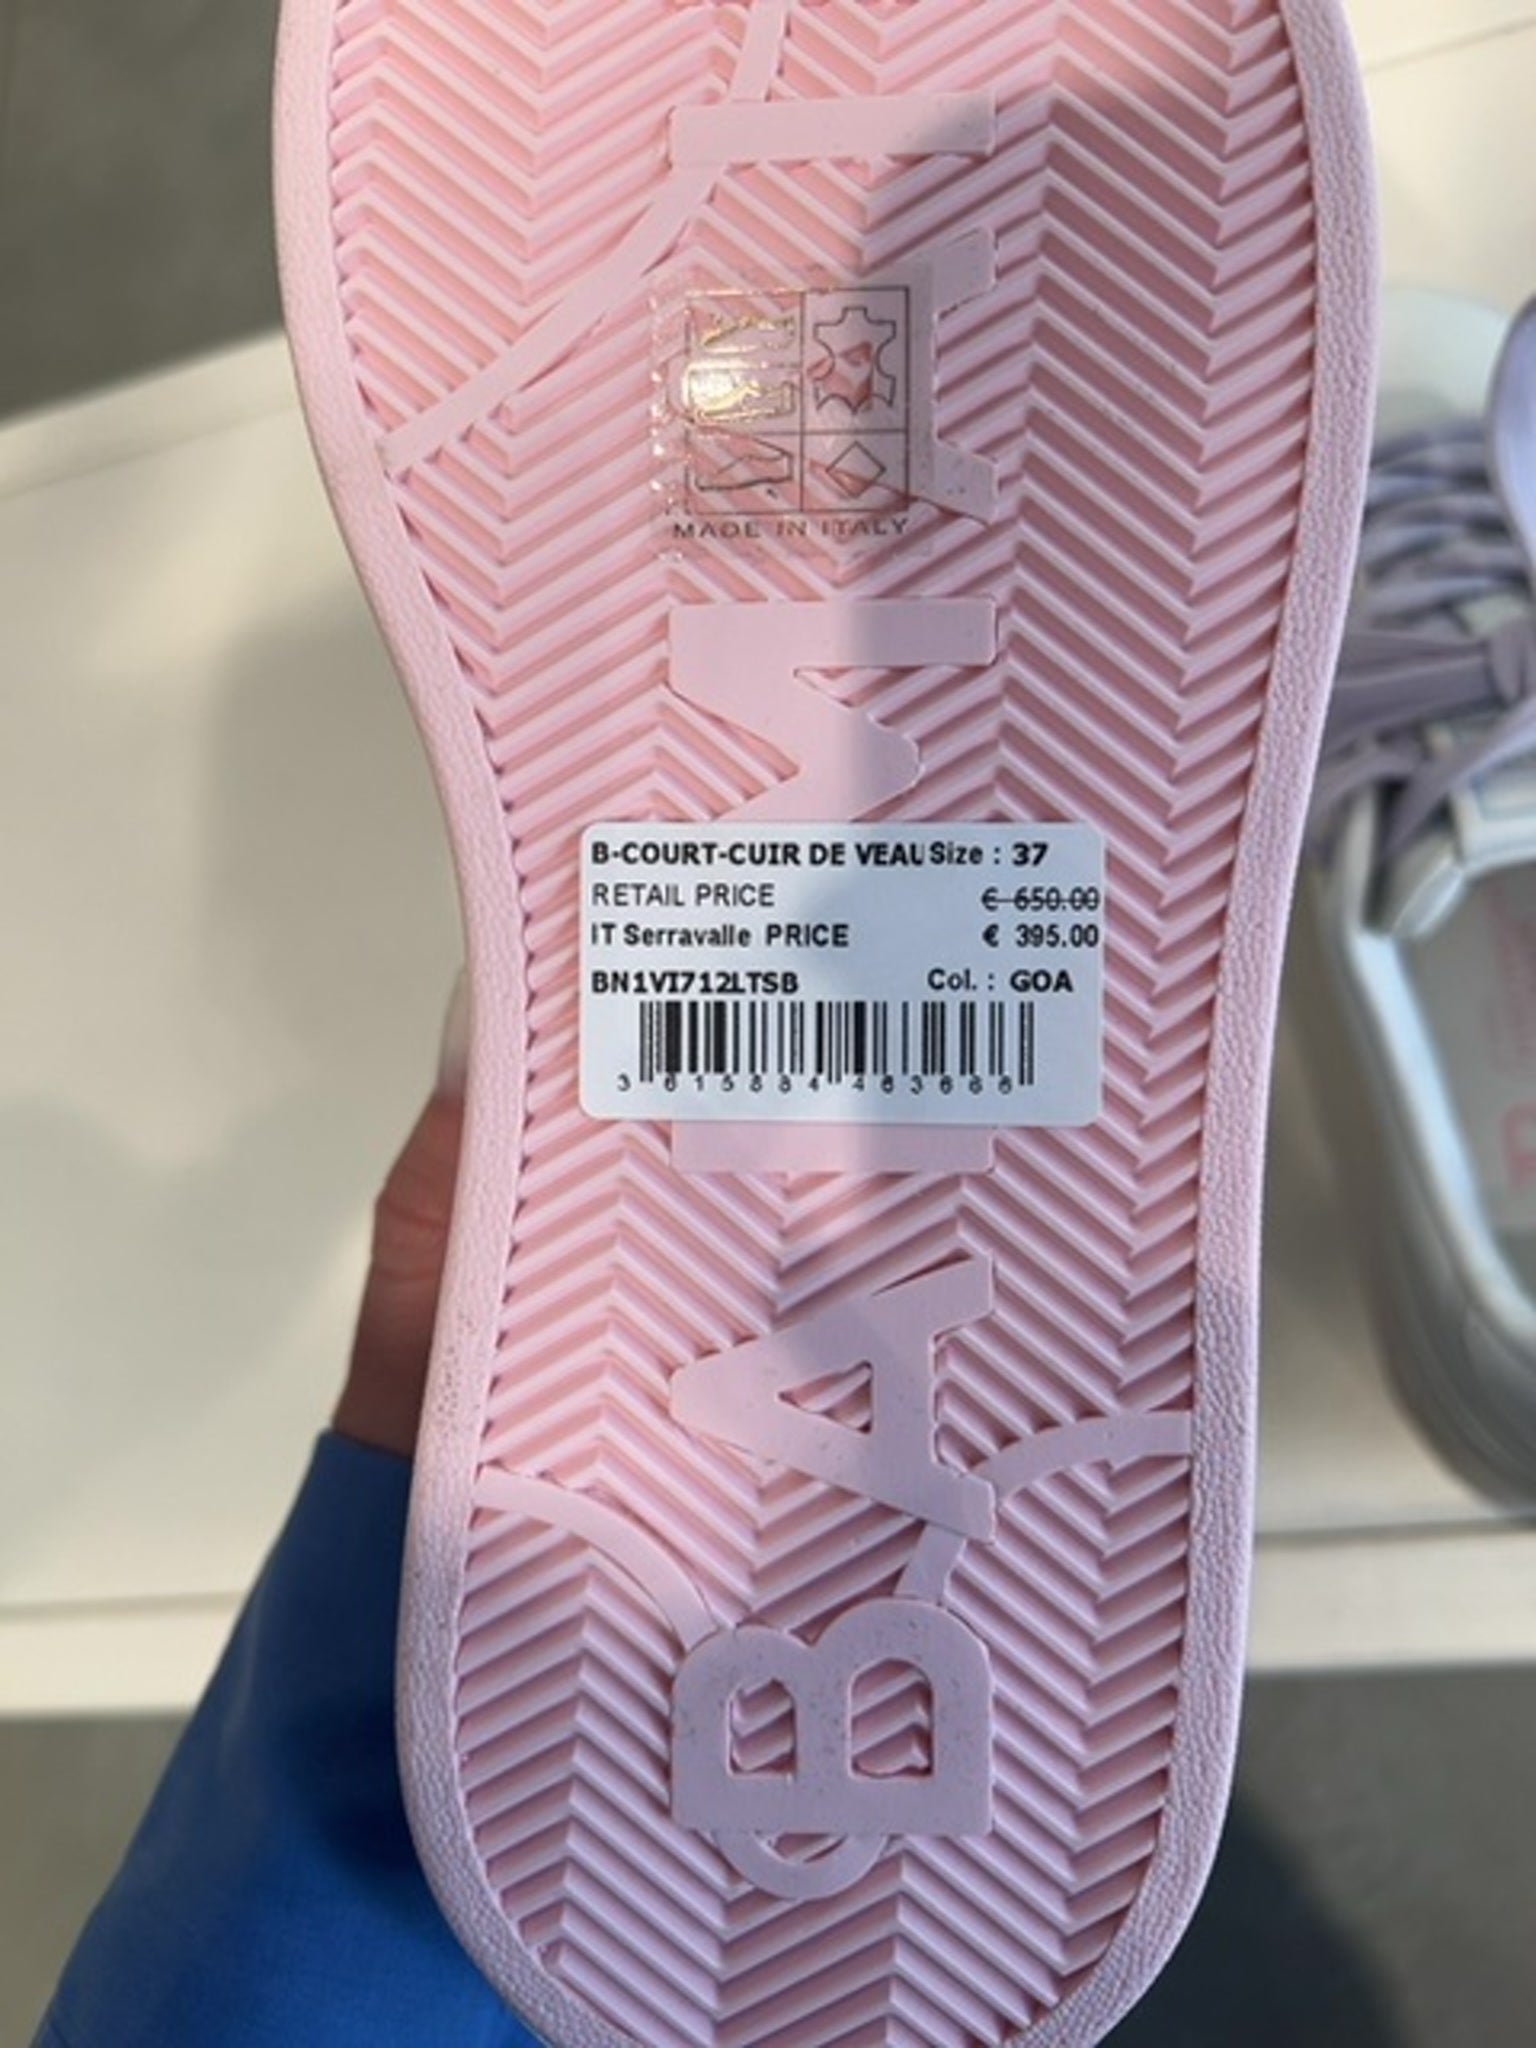 MADE IN ITALY
B-COURT-CUIR DE VEAU Size : 37
RETAIL PRICE € 650.00
IT Serravalle PRICE € 395.00
BN1VI712LTSB Col. : GOA
BALMAI